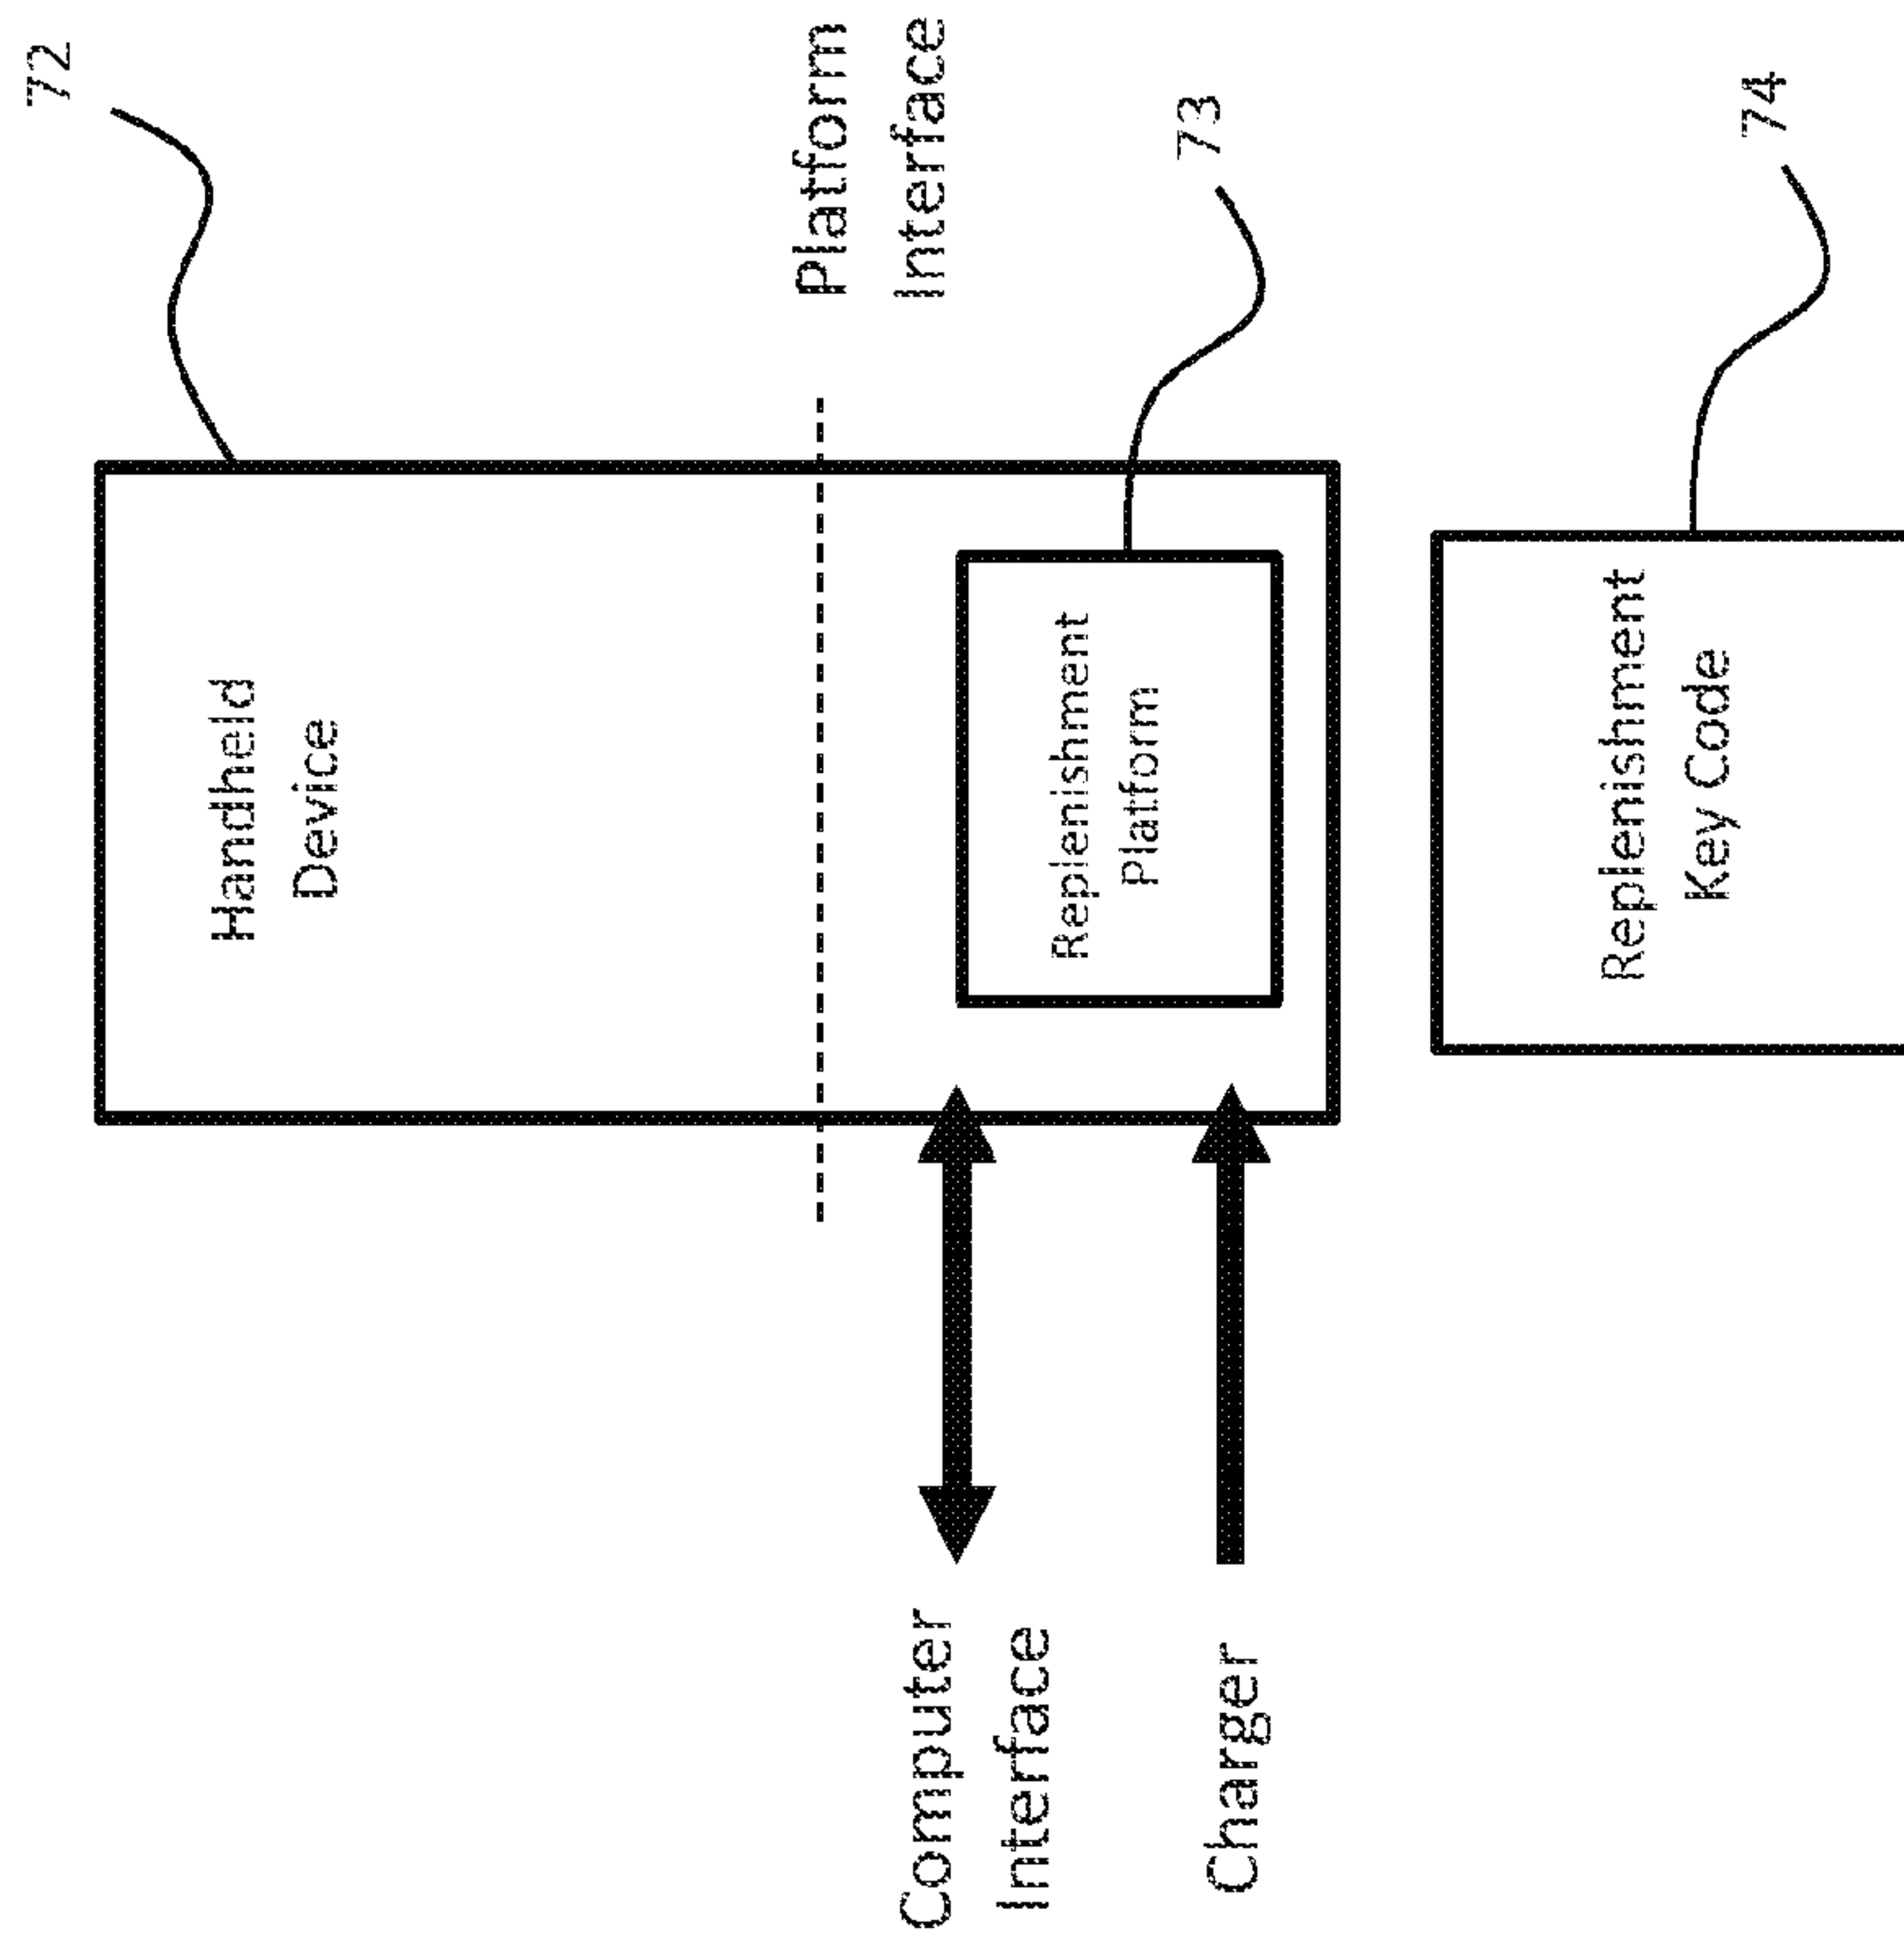 72
Handheld
Device
Platform
Interface
Replenishment
Platform
73
Computer
Interface
Charger
Replenishment
Key Code
74